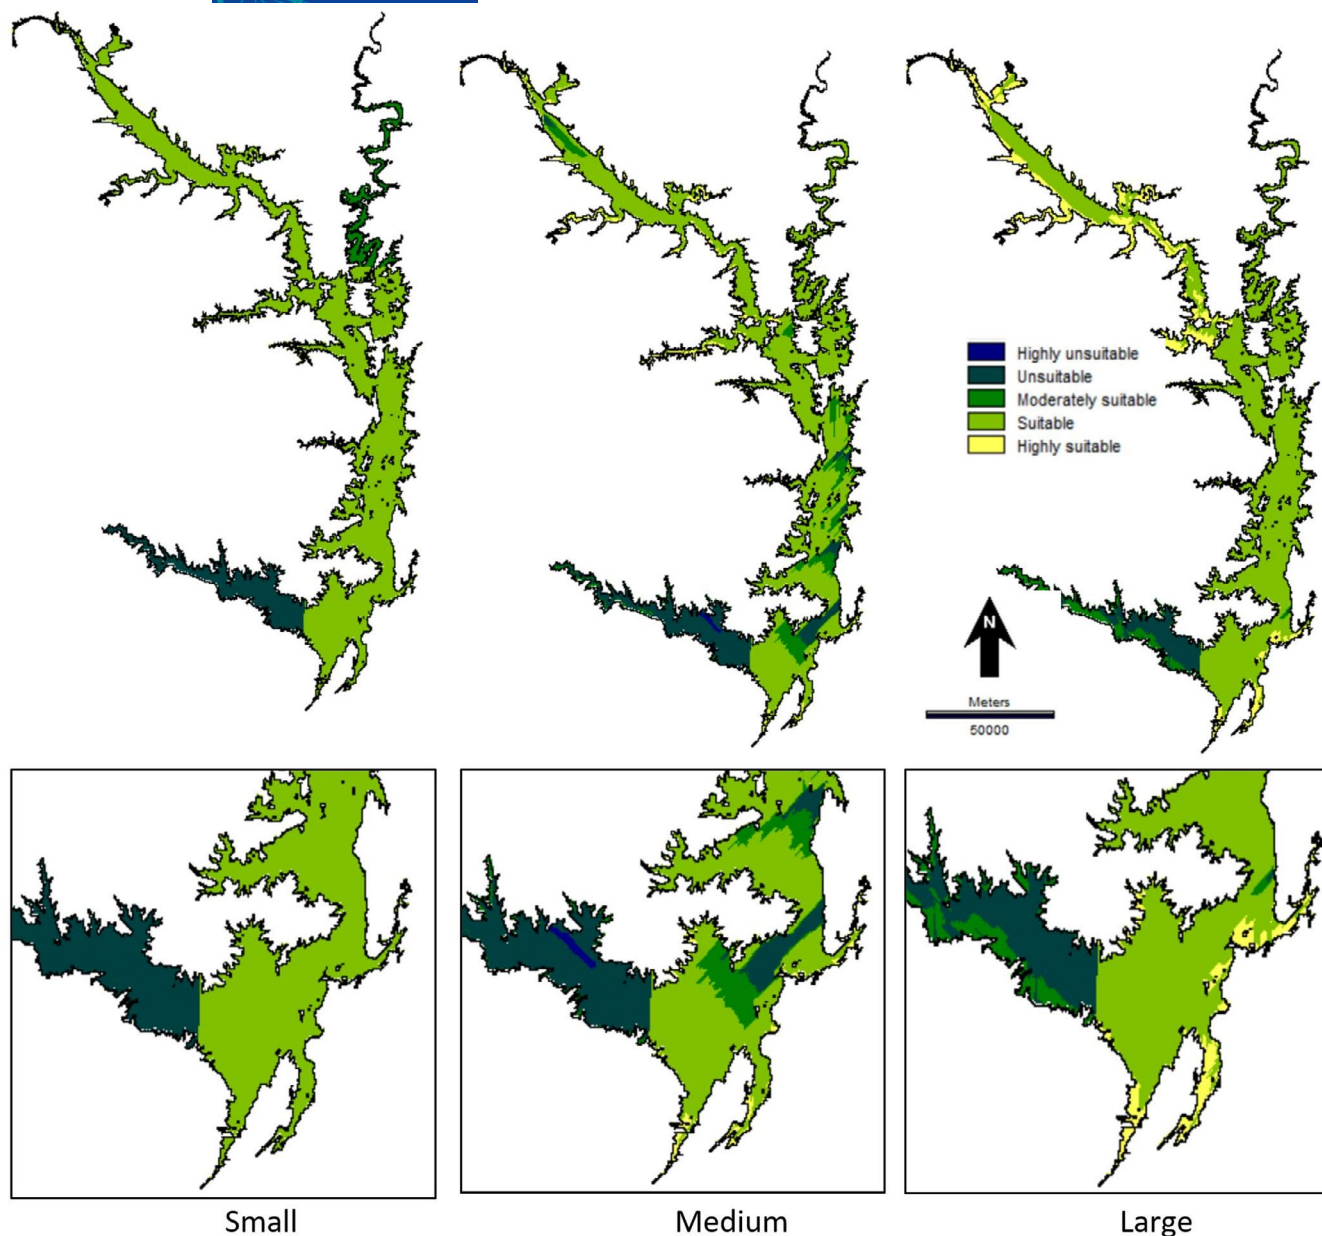 Highly unsuitable
Unsuitable
Moderately suitable
Suitable
Highly suitable
N
Meters
50000
Small
Medium
Large